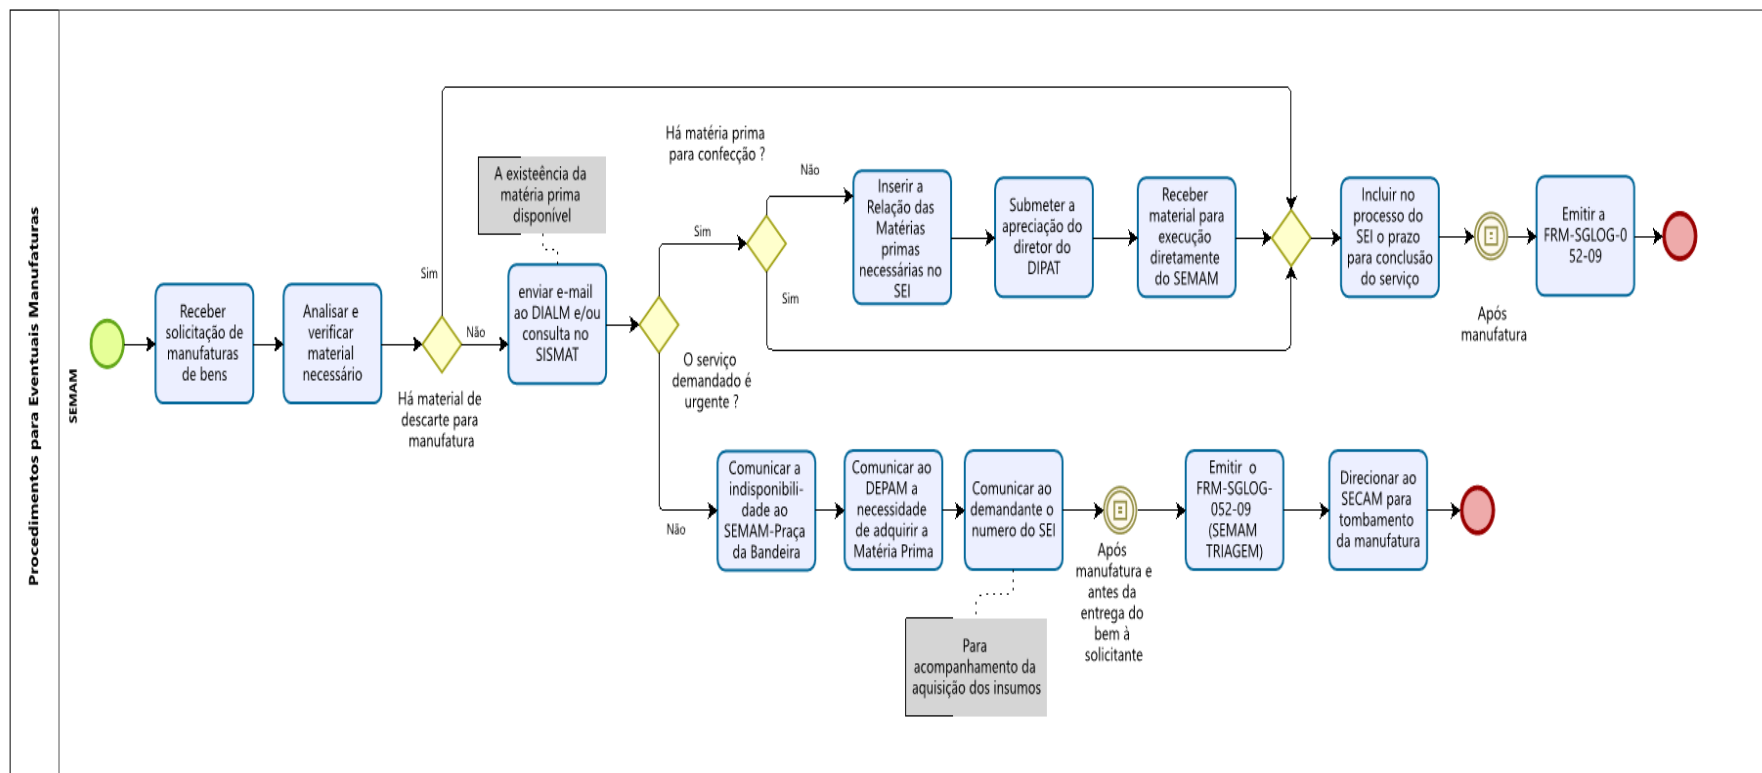 Procedimentos para Eventuais Manufaturas
SEMAM
Receber
solicitação de
manufaturas
de bens
Analisar e
verificar
material
necessário
Sim
Não
Há material de
descarte para
manufatura
A existeência da
matéria prima
disponível
enviar e-mail
ao DIALM e/ou
consulta no
SISMAT
Sim
O serviço
demandado é
urgente ?
Não
Há matéria prima
para confecção ?
Não
Sim
Inserir a
Relação das
Matérias
primas
necessárias no
SEI
Submeter a
apreciação do
diretor do
DIPAT
Receber
material para
execução
diretamente
do SEMAM
Incluir no
processo do
SEI o prazo
para conclusão
do serviço
Após
manufatura
Emitir a
FRM-SGLOG-0
52-09
Comunicar a
indisponibili-
dade ao
SEMAM-Praça
da Bandeira
Comunicar ao
DEPAM a
necessidade
de adquirir a
Matéria Prima
Comunicar ao
demandante o
numero do SEI
Para
acompanhamento da
aquisição dos insumos
Após
manufatura e
antes da
entrega do
bem à
solicitante
Emitir o
FRM-SGLOG-
052-09
(SEMAM
TRIAGEM)
Direcionar ao
SECAM para
tombamento
da manufatura